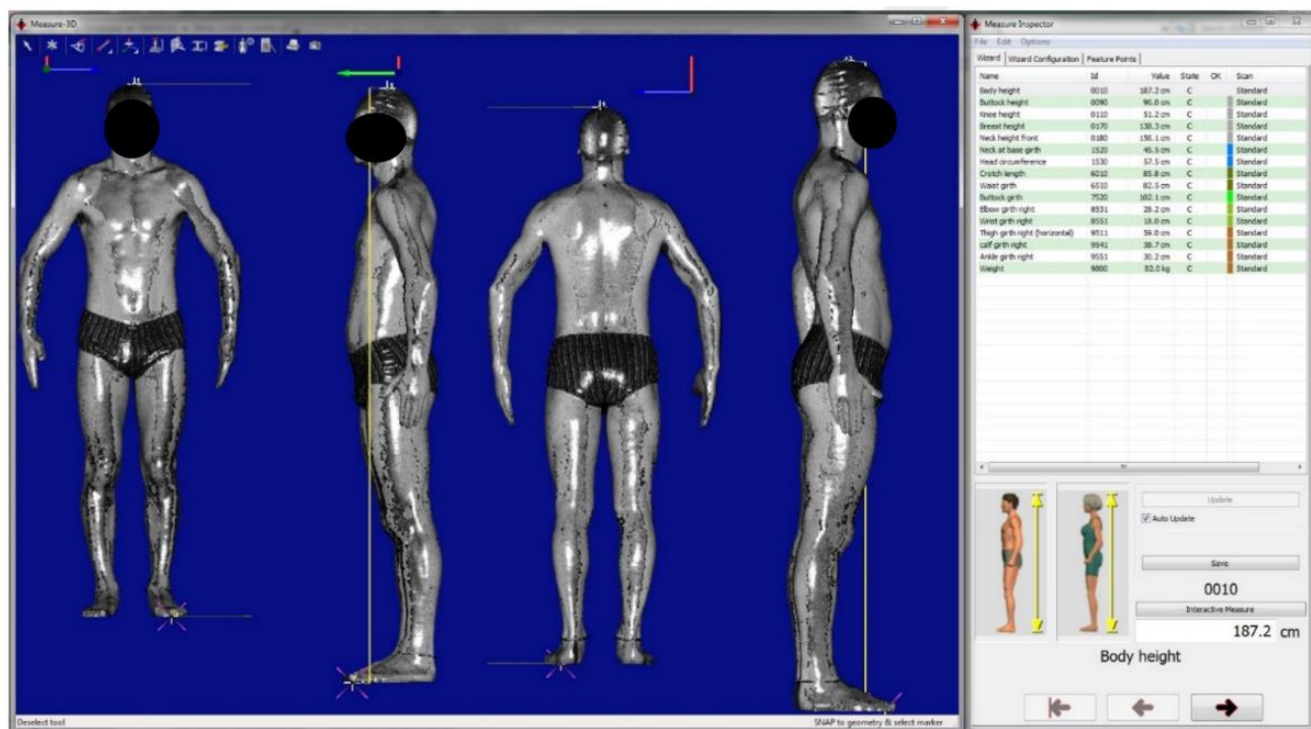 Measure-3D
Deselect tool
SNAP to geometry & select marker
Measure Inspector
File Edit Options
Wizard Wizard Configuration Feature Points
Name Id Value State OK Scan
Body height 0010 187.2 cm C Standard
Buttock height 0090 96.0 cm C Standard
Knee height 0110 51.2 cm C Standard
Breast height 0170 138.3 cm C Standard
Neck height front 0180 156.1 cm C Standard
Neck at base girth 1520 45.5 cm C Standard
Head circumference 1530 57.5 cm C Standard
Crotch length 6010 85.8 cm C Standard
Waist girth 6510 82.5 cm C Standard
Buttock girth 7520 102.1 cm C Standard
Elbow girth right 8531 28.2 cm C Standard
Wrist girth right 8551 18.0 cm C Standard
Thigh girth right (horizontal) 9511 59.0 cm C Standard
calf girth right 9541 38.7 cm C Standard
Ankle girth right 9551 30.2 cm C Standard
Weight 9800 82.0 kg C Standard
Update
Auto Update
Save
0010
Interactive Measure
187.2 cm
Body height